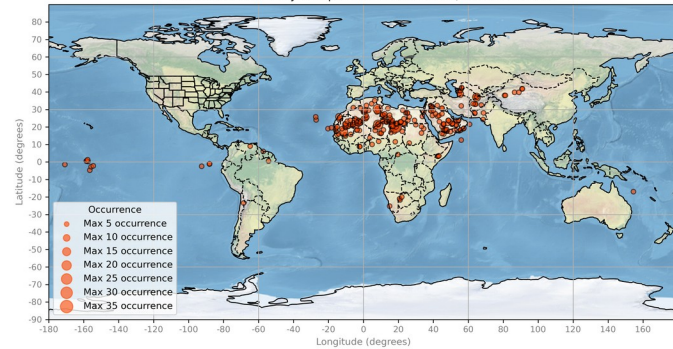 90
80
70
60
50
40
30
20
10
0
-10
-20
-30
-40
-50
-60
-70
-80
-90
Latitude (degrees)
Occurrence
Max 5 occurrence
Max 10 occurrence
Max 15 occurrence
Max 20 occurrence
Max 25 occurrence
Max 30 occurrence
Max 35 occurrence
-180 -160 -140 -120 -100 -80 -60 -40 -20 0 20 40 60 80 100 120 140 160
Longitude (degrees)